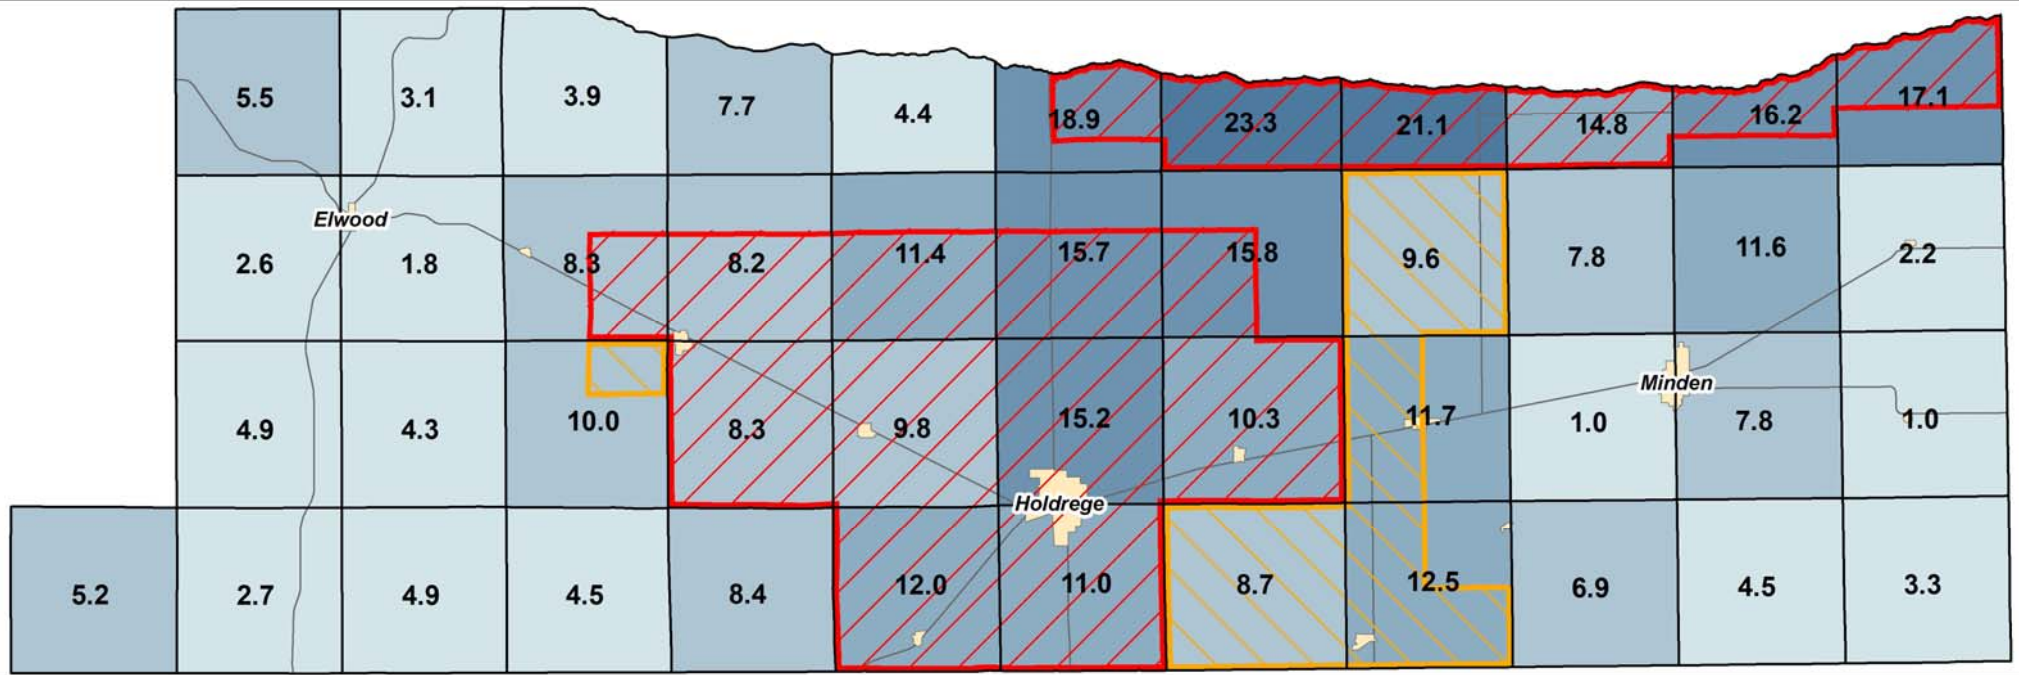 5.5 3.1 3.9 7.7 4.4 18.9 23.3 21.1 14.8 16.2 17.1
Elwood
2.6 1.8 8.3 8.2 11.4 15.7 15.8 9.6 7.8 11.6 2.2
Minden
4.9 4.3 10.0 8.3 9.8 15.2 10.3 11.7 1.0 7.8 1.0
Holdrege
5.2 2.7 4.9 4.5 8.4 12.0 11.0 8.7 12.5 6.9 4.5 3.3